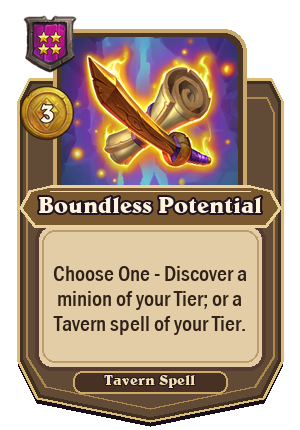 3
Boundless Potential
Choose One - Discover a
minion of your Tier; or a
Tavern spell of your Tier.
Tavern Spell